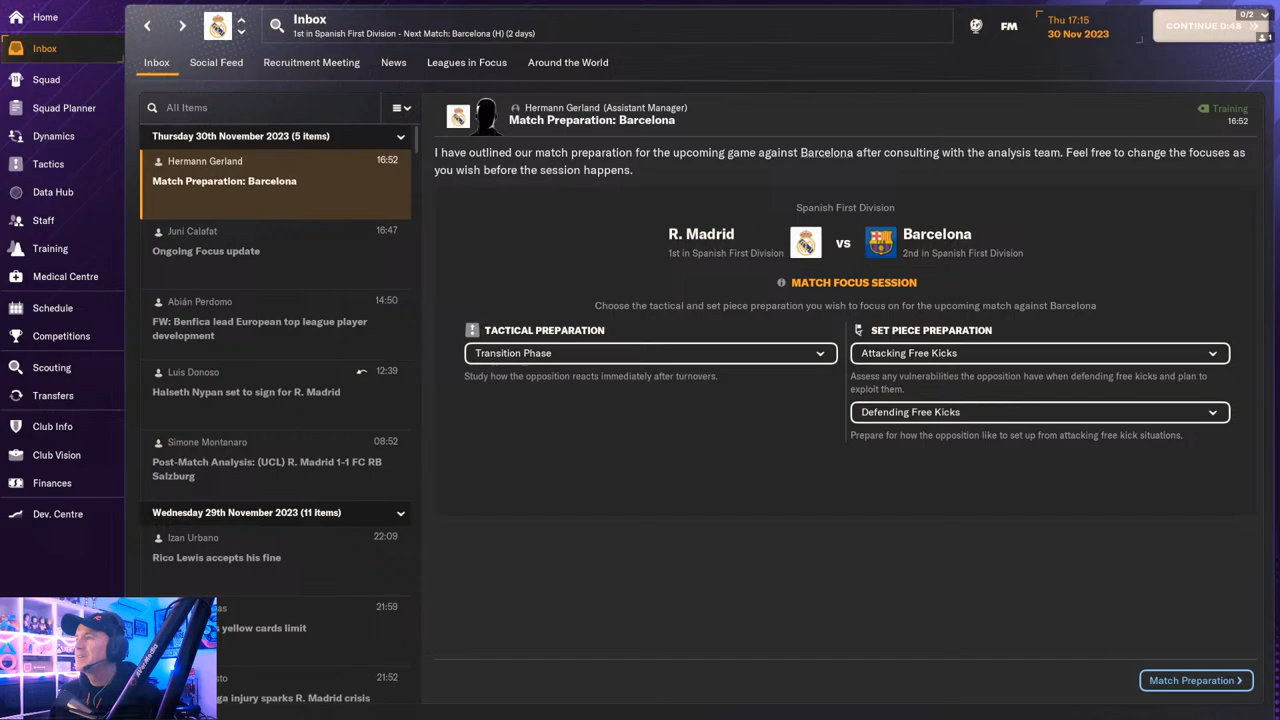 Home
Inbox
Squad
Squad Planner
Dynamics
Tactics
Data Hub
Staff
Training
Medical Centre
Schedule
Competitions
Scouting
Transfers
Club Info
Club Vision
Finances
Dev. Centre
Inbox
1st in Spanish First Division - Next Match: Barcelona (H) (2 days)
FM
Thu 17:15
30 Nov 2023
0/2
CONTINUE 0:48
1
Inbox
Social Feed
Recruitment Meeting
News
Leagues in Focus
Around the World
All Items
Thursday 30th November 2023 (5 items)
Hermann Gerland 16:52
Match Preparation: Barcelona
Juni Calafat 16:47
Ongoing Focus update
Abián Perdomo 14:50
FW: Benfica lead European top league player
development
Luis Donoso 12:39
Halseth Nypan set to sign for R. Madrid
Simone Montanaro 08:52
Post-Match Analysis: (UCL) R. Madrid 1-1 FC RB
Salzburg
Wednesday 29th November 2023 (11 items)
Izan Urbano 22:09
Rico Lewis accepts his fine
as 21:59
yellow cards limit
sto 21:52
ga injury sparks R. Madrid crisis
Hermann Gerland (Assistant Manager)
Match Preparation: Barcelona
Training
16:52
I have outlined our match preparation for the upcoming game against Barcelona after consulting with the analysis team. Feel free to change the focuses as
you wish before the session happens.
Spanish First Division
R. Madrid
1st in Spanish First Division
vs
Barcelona
2nd in Spanish First Division
MATCH FOCUS SESSION
Choose the tactical and set piece preparation you wish to focus on for the upcoming match against Barcelona
TACTICAL PREPARATION
Transition Phase
Study how the opposition reacts immediately after turnovers.
SET PIECE PREPARATION
Attacking Free Kicks
Assess any vulnerabilities the opposition have when defending free kicks and plan to
exploit them.
Defending Free Kicks
Prepare for how the opposition like to set up from attacking free kick situations.
Match Preparation
AVerMedia